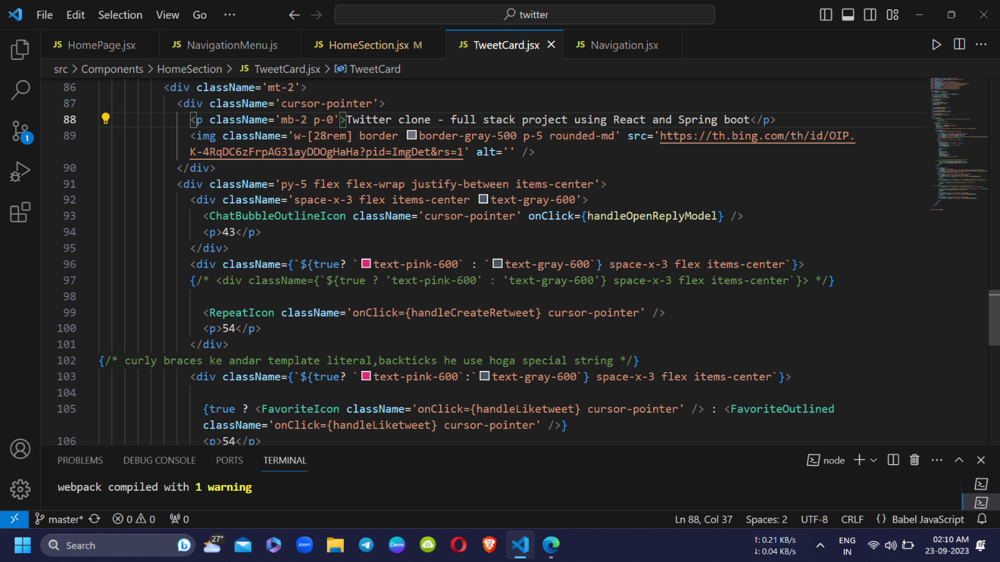 File Edit Selection View Go ···
twitter
JS HomePage.jsx
JS NavigationMenu.js
JS HomeSection.jsx M
JS TweetCard.jsx
JS Navigation.jsx
src > Components > HomeSection > JS TweetCard.jsx > TweetCard
86 <div className='mt-2'>
87 <div className='cursor-pointer'>
88 <p className='mb-2 p-0'>Twitter clone - full stack project using React and Spring boot</p>
89 <img className='w-[28rem] border border-gray-500 p-5 rounded-md' src='https://th.bing.com/th/id/OIP.
K-4RqDC6zFrpAG31ayDDOgHaHa?pid=ImgDet&rs=1' alt='' />
90 </div>
91 <div className='py-5 flex flex-wrap justify-between items-center'>
92 <div className='space-x-3 flex items-center text-gray-600'>
93 <ChatBubbleOutlineIcon className='cursor-pointer' onClick={handleOpenReplyModel} />
94 <p>43</p>
95 </div>
96 <div className={`${true? `text-pink-600` : `text-gray-600`} space-x-3 flex items-center`}>
97 {/* <div className={`${true ? 'text-pink-600' : 'text-gray-600'} space-x-3 flex items-center`}> */}
98
99 <RepeatIcon className='onClick={handleCreateRetweet} cursor-pointer' />
100 <p>54</p>
101 </div>
102 {/* curly braces ke andar template literal,backticks he use hoga special string */}
103 <div className={`${true? `text-pink-600`:`text-gray-600`} space-x-3 flex items-center`}>
104
105 {true ? <FavoriteIcon className='onClick={handleLiketweet} cursor-pointer' /> : <FavoriteOutlined
className='onClick={handleLiketweet} cursor-pointer' />}
106 <p>54</p>
1
PROBLEMS DEBUG CONSOLE PORTS TERMINAL
node
webpack compiled with 1 warning
master* 0 0 0
Ln 88, Col 37 Spaces: 2 UTF-8 CRLF {} Babel JavaScript
Search
27°
zoom
Canva
↑: 0.21 KB/s
↓: 0.04 KB/s
ENG
IN
02:10 AM
23-09-2023